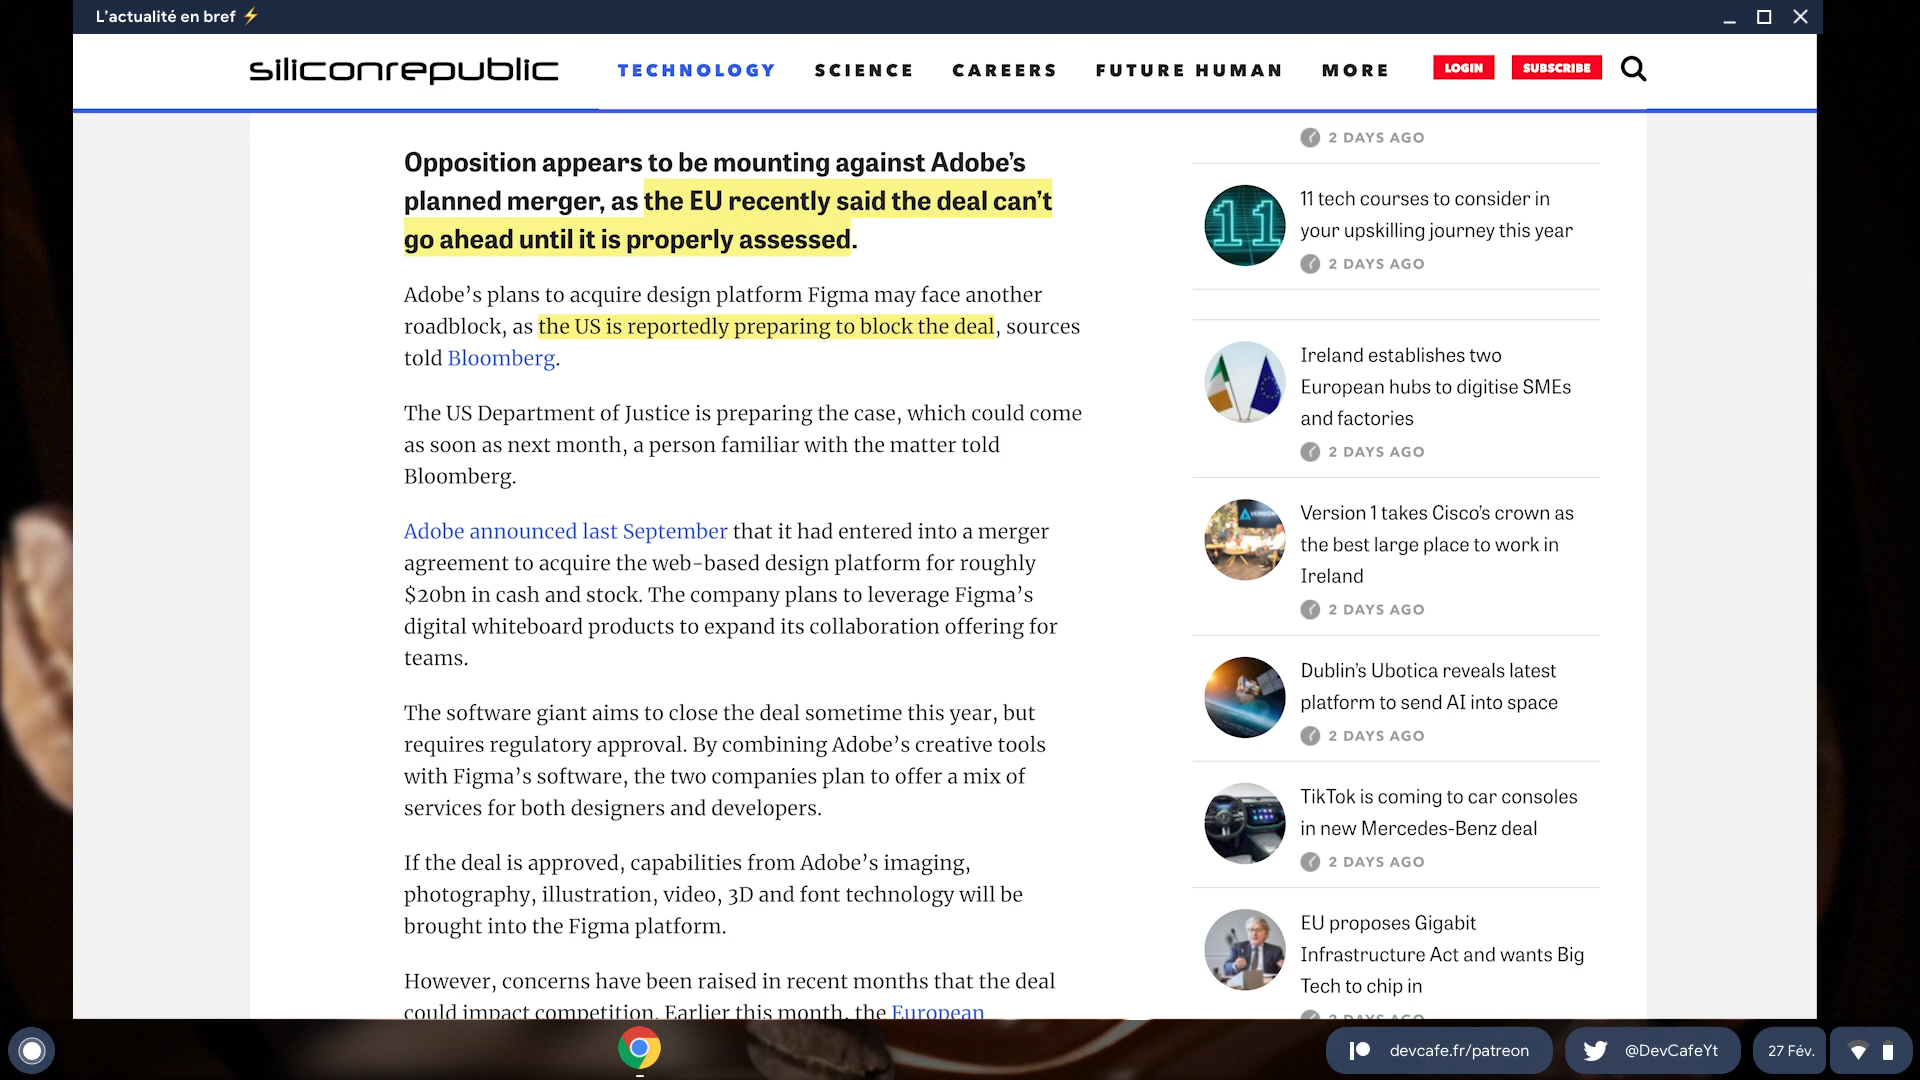 L'actualité en bref ⚡
siliconrepublic
TECHNOLOGY SCIENCE CAREERS FUTURE HUMAN MORE
LOGIN SUBSCRIBE
Opposition appears to be mounting against Adobe’s
planned merger, as the EU recently said the deal can’t
go ahead until it is properly assessed.
Adobe’s plans to acquire design platform Figma may face another
roadblock, as the US is reportedly preparing to block the deal, sources
told Bloomberg.
The US Department of Justice is preparing the case, which could come
as soon as next month, a person familiar with the matter told
Bloomberg.
Adobe announced last September that it had entered into a merger
agreement to acquire the web-based design platform for roughly
$20bn in cash and stock. The company plans to leverage Figma’s
digital whiteboard products to expand its collaboration offering for
teams.
The software giant aims to close the deal sometime this year, but
requires regulatory approval. By combining Adobe’s creative tools
with Figma’s software, the two companies plan to offer a mix of
services for both designers and developers.
If the deal is approved, capabilities from Adobe’s imaging,
photography, illustration, video, 3D and font technology will be
brought into the Figma platform.
However, concerns have been raised in recent months that the deal
could impact competition. Earlier this month, the European
2 DAYS AGO
11
11 tech courses to consider in
your upskilling journey this year
2 DAYS AGO
Ireland establishes two
European hubs to digitise SMEs
and factories
2 DAYS AGO
VERSION
Version 1 takes Cisco’s crown as
the best large place to work in
Ireland
2 DAYS AGO
Dublin’s Ubotica reveals latest
platform to send AI into space
2 DAYS AGO
TikTok is coming to car consoles
in new Mercedes-Benz deal
2 DAYS AGO
EU proposes Gigabit
Infrastructure Act and wants Big
Tech to chip in
2 DAYS AGO
devcafe.fr/patreon
@DevCafeYt
27 Fév.